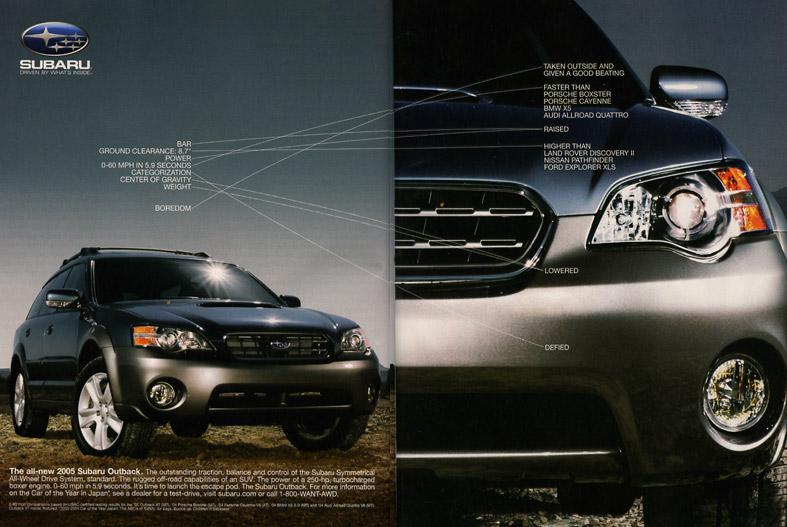 SUBARU
DRIVEN BY WHAT'S INSIDE
BAR
GROUND CLEARANCE: 8.7"
POWER
0-60 MPH IN 5.9 SECONDS
CATEGORIZATION
CENTER OF GRAVITY
WEIGHT
BOREDOM
TAKEN OUTSIDE AND
GIVEN A GOOD BEATING
FASTER THAN
PORSCHE BOXSTER
PORSCHE CAYENNE
BMW X5
AUDI ALLROAD QUATTRO
RAISED
HIGHER THAN
LAND ROVER DISCOVERY II
NISSAN PATHFINDER
FORD EXPLORER XLS
LOWERED
DEFIED
The all-new 2005 Subaru Outback. The outstanding traction, balance and control of the Subaru Symmetrical
All-Wheel Drive System, standard. The rugged off-road capabilities of an SUV. The power of a 250-hp, turbocharged
boxer engine. 0-60 mph in 5.9 seconds. It's time to launch the escape pod. The Subaru Outback. For more information
on the Car of the Year in Japan*, see a dealer for a test-drive, visit subaru.com or call 1-800-WANT-AWD.